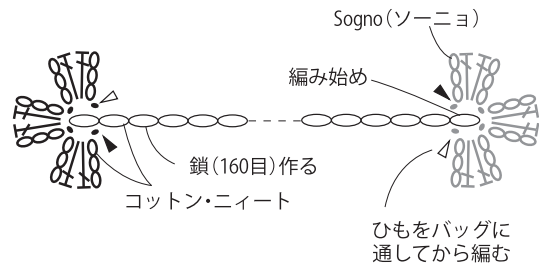 Sogno（ソーニョ）
編み始め
鎖（160目）作る
コットン・ニィート
ひもをバッグに
通してから編む